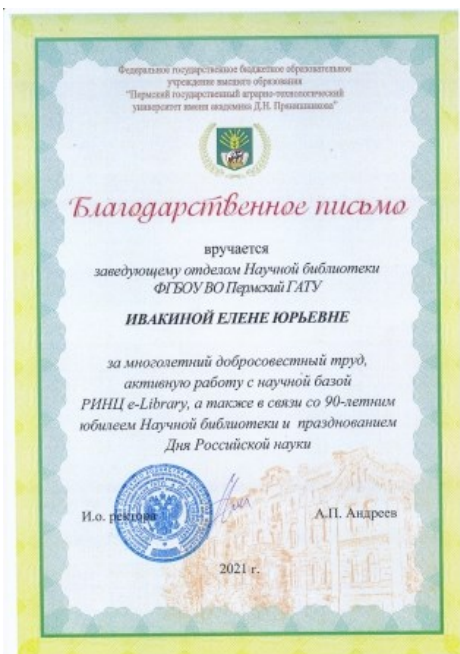 Федеральное государственное бюджетное образовательное
учреждение высшего образования
"Пермский государственный аграрно-технологический
университет имени академика Д.Н. Прянишникова"
Благодарственное письмо
вручается
заведующему отделом Научной библиотеки
ФГБОУ ВО Пермский ГАТУ
ИВАКИНОЙ ЕЛЕНЕ ЮРЬЕВНЕ
за многолетний добросовестный труд,
активную работу с научной базой
РИНЦ e-Library, а также в связи со 90-летним
юбилеем Научной библиотеки и празднованием
Дня Российской науки
И.о. ректора А.П. Андреев
2021 г.